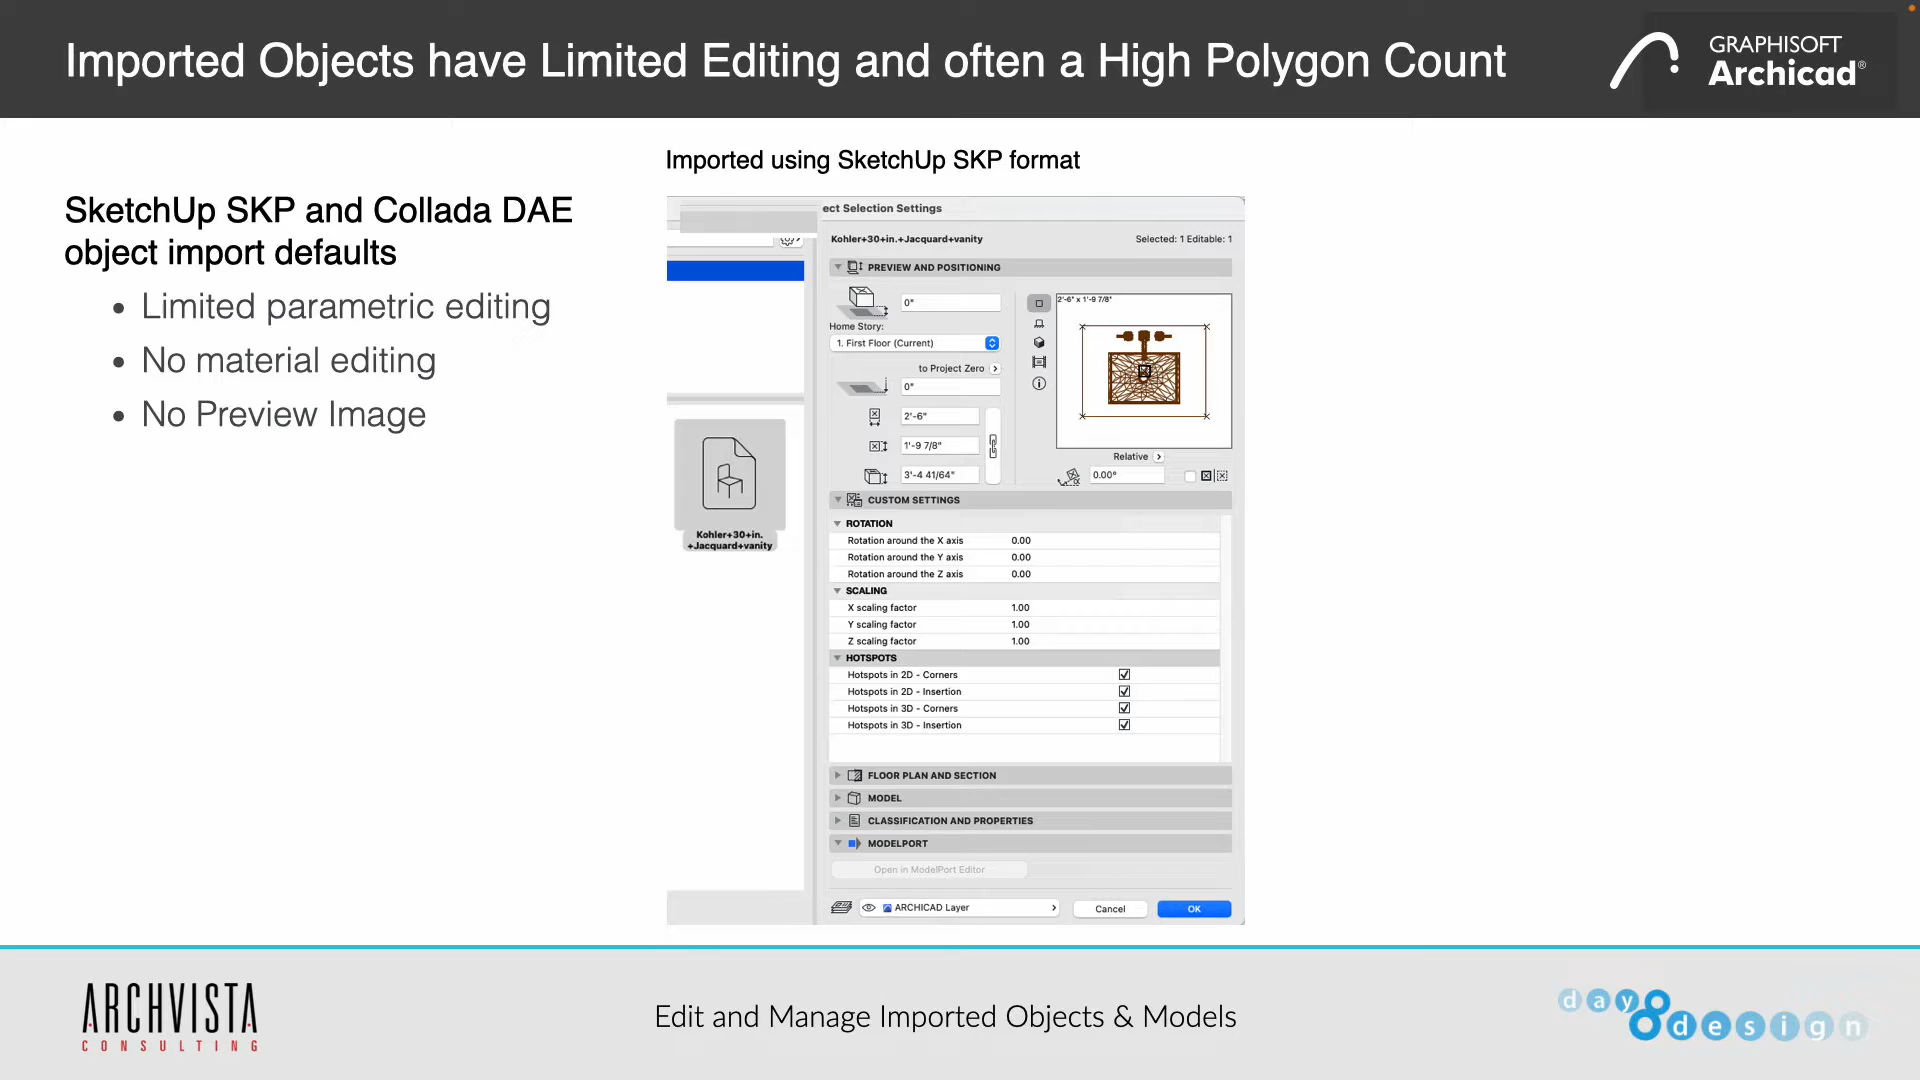 Imported Objects have Limited Editing and often a High Polygon Count
GRAPHISOFT
Archicad®
SketchUp SKP and Collada DAE
object import defaults
• Limited parametric editing
• No material editing
• No Preview Image
Imported using SketchUp SKP format
Kohler+30+in.
+Jacquard+vanity
ect Selection Settings
Kohler+30+in.+Jacquard+vanity
Selected: 1 Editable: 1
PREVIEW AND POSITIONING
0"
Home Story:
1. First Floor (Current)
to Project Zero
0"
2'-6"
1'-9 7/8"
3'-4 41/64"
2'-6" x 1'-9 7/8"
Relative
0.00°
CUSTOM SETTINGS
ROTATION
Rotation around the X axis 0.00
Rotation around the Y axis 0.00
Rotation around the Z axis 0.00
SCALING
X scaling factor 1.00
Y scaling factor 1.00
Z scaling factor 1.00
HOTSPOTS
Hotspots in 2D - Corners
Hotspots in 2D - Insertion
Hotspots in 3D - Corners
Hotspots in 3D - Insertion
FLOOR PLAN AND SECTION
MODEL
CLASSIFICATION AND PROPERTIES
MODELPORT
Open in ModelPort Editor
ARCHICAD Layer
Cancel
OK
ARCHVISTA
CONSULTING
Edit and Manage Imported Objects & Models
day8design